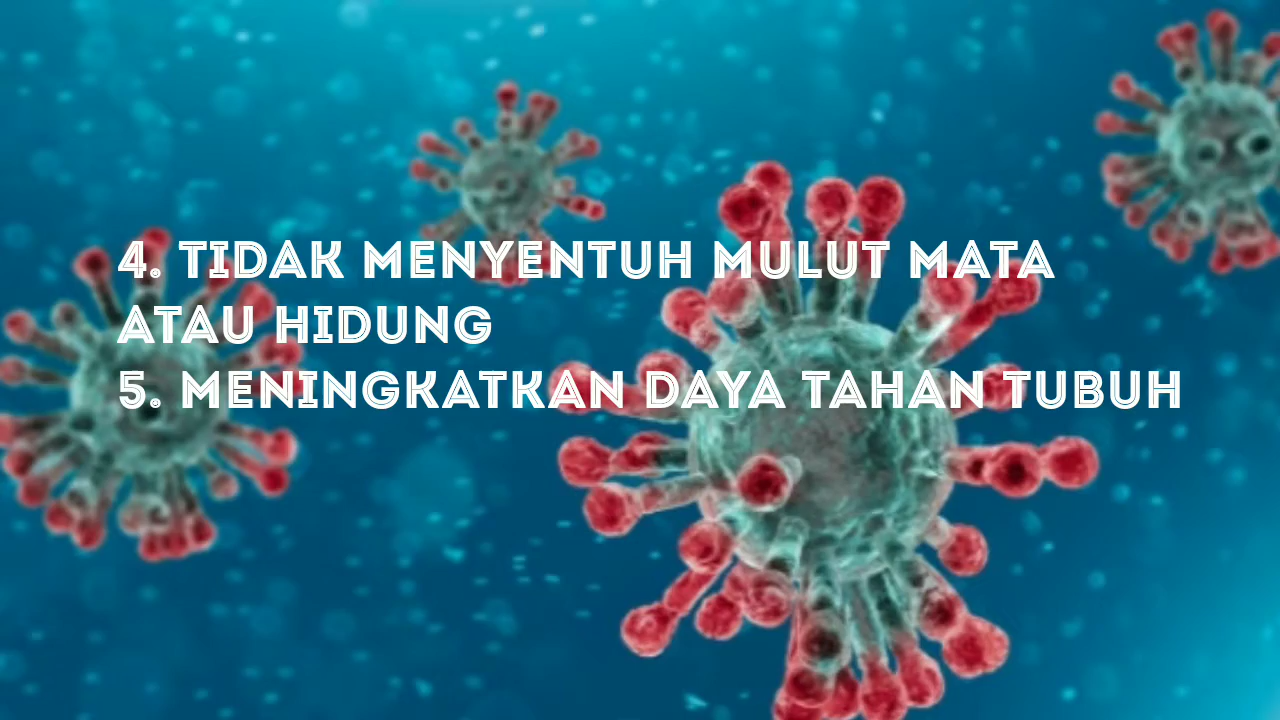 4. TIDAK MENYENTUH MULUT MATA
ATAU HIDUNG
5. MENINGKATKAN DAYA TAHAN TUBUH